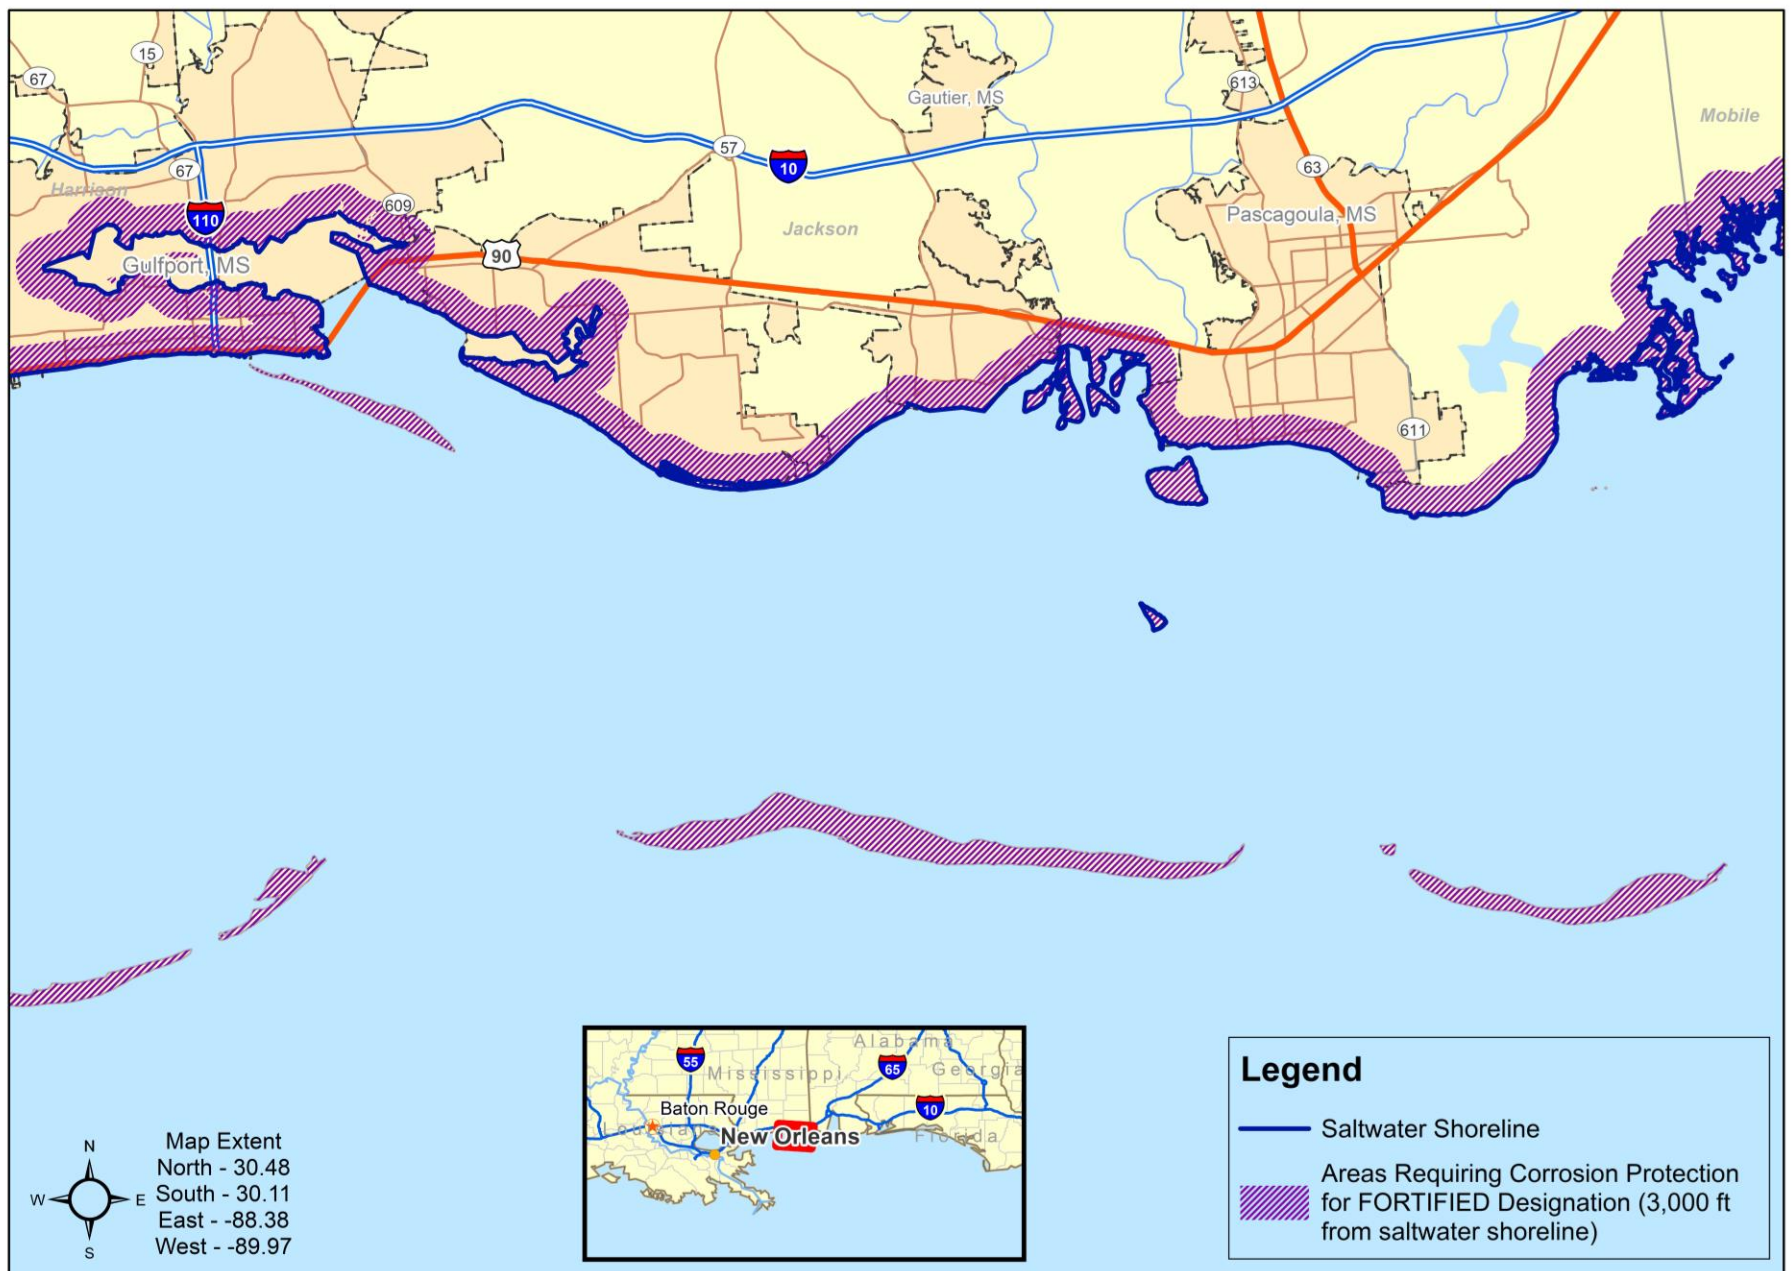 15
67
613
Gautier, MS
Mobile
57
10
63
67
Harrison
609
110
Pascagoula, MS
Jackson
90
Gulfport, MS
611
Map Extent
North - 30.48
South - 30.11
East - -88.38
West - -89.97
N
W
E
S
Alabama
55
65
Mississippi
Georgia
Baton Rouge
10
Louisiana
New Orleans
Florida
Legend
Saltwater Shoreline
Areas Requiring Corrosion Protection
for FORTIFIED Designation (3,000 ft
from saltwater shoreline)